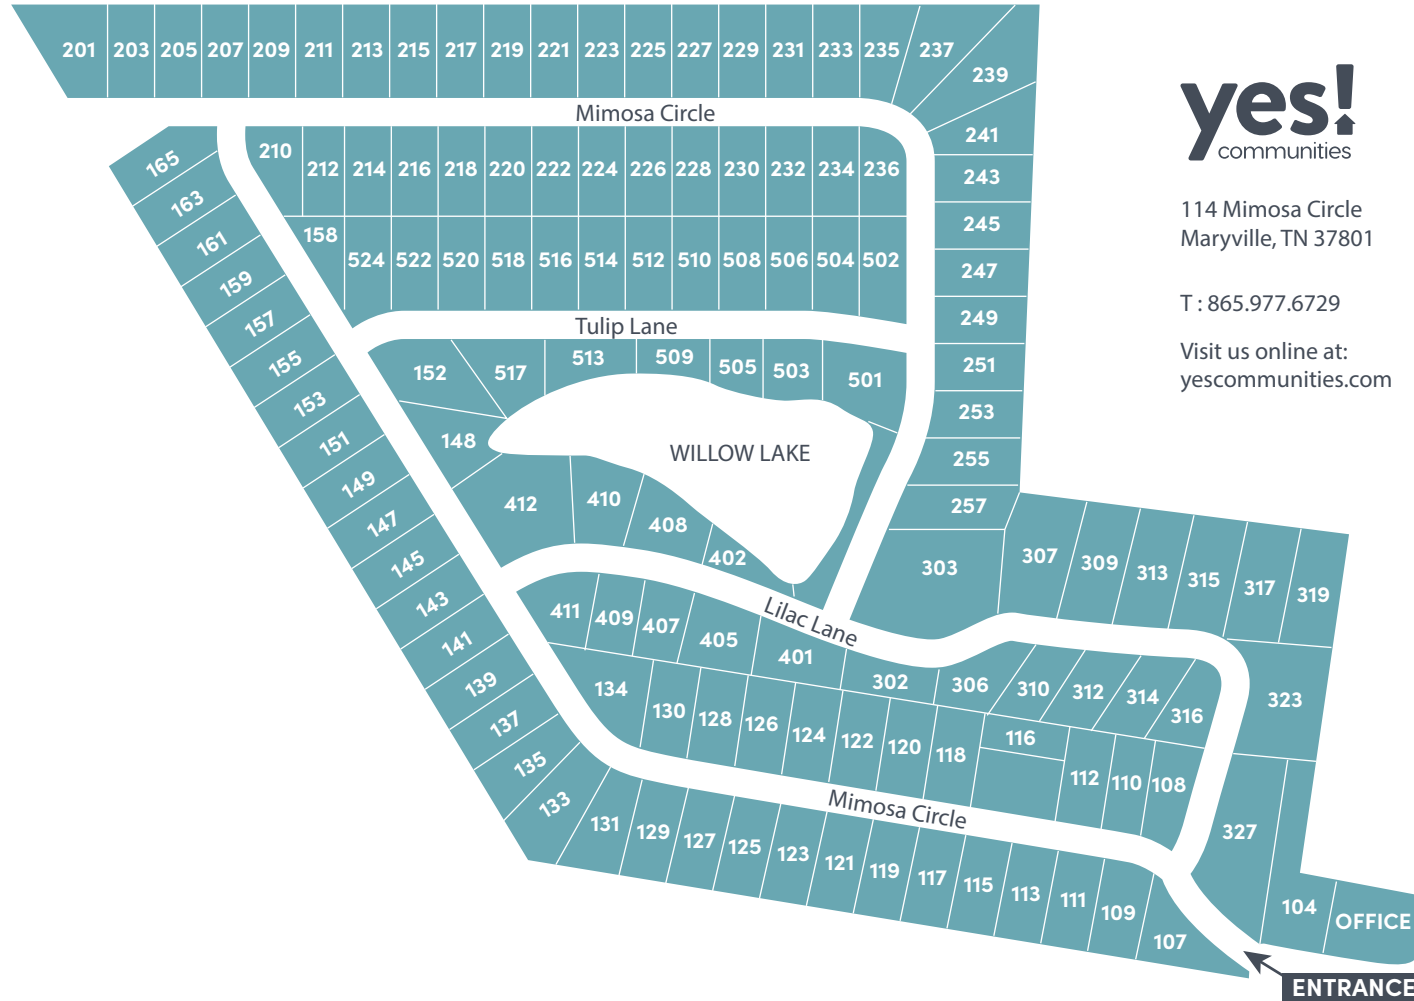 201 203 205 207 209 211 213 215 217 219 221 223 225 227 229 231 233 235 237
239
yes!
communities
114 Mimosa Circle
Maryville, TN 37801
T : 865.977.6729
Visit us online at:
yescommunities.com
Mimosa Circle
241
243
245
247
249
251
253
255
257
210 212 214 216 218 220 222 224 226 228 230 232 234 236
158 524 522 520 518 516 514 512 510 508 506 504 502
Tulip Lane
165
163
161
159
157
155
153
151
149
147
145
143
141
139
137
135
133
152 517 513 509 505 503 501
148
WILLOW LAKE
412 410 408 402
303 307 309 313 315 317 319
Lilac Lane
411 409 407 405 401 302 306 310 312 314 316
323
134 130 128 126 124 122 120 118 116 112 110 108
Mimosa Circle
327
131 129 127 125 123 121 119 117 115 113 111 109 107
104
OFFICE
ENTRANCE